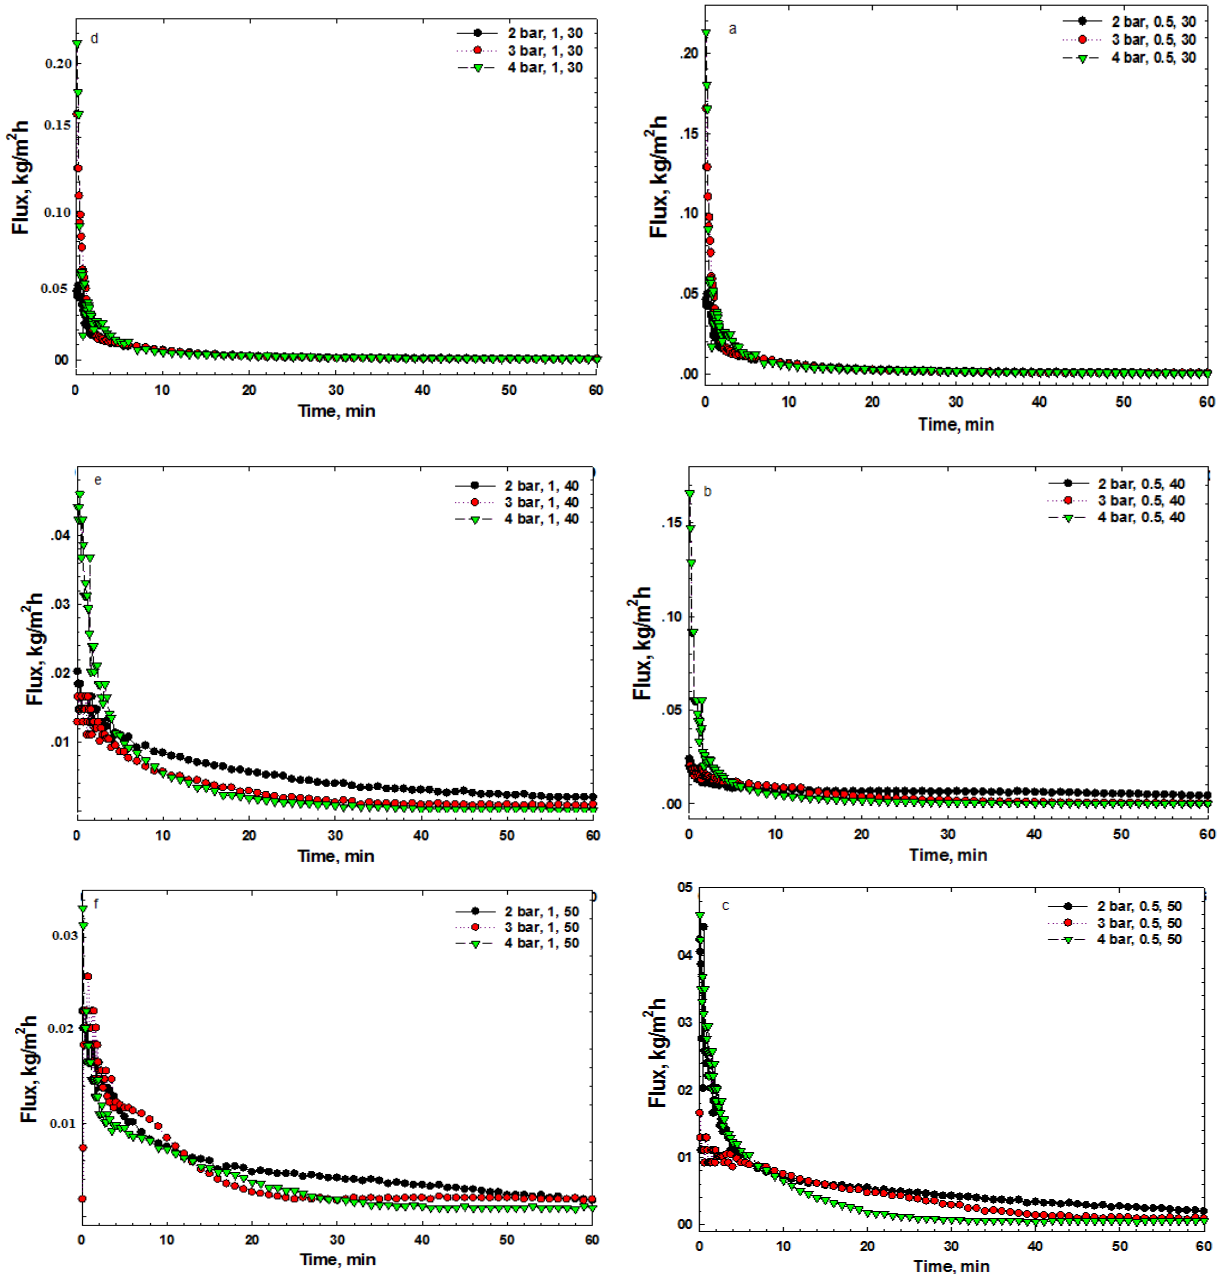 d
2 bar, 1, 30
3 bar, 1, 30
4 bar, 1, 30
0.20
0.15
0.10
0.05
00
Flux, kg/m²h
0 10 20 30 40 50 60
Time, min
a
2 bar, 0.5, 30
3 bar, 0.5, 30
4 bar, 0.5, 30
.20
.15
.10
.05
.00
Flux, kg/m²h
0 10 20 30 40 50 60
Time, min
e
2 bar, 1, 40
3 bar, 1, 40
4 bar, 1, 40
.04
.03
.02
.01
Flux, kg/m²h
0 10 20 30 40 50 60
Time, min
b
2 bar, 0.5, 40
3 bar, 0.5, 40
4 bar, 0.5, 40
.15
.10
.05
.00
Flux, kg/m²h
0 10 20 30 40 50 60
Time, min
f
2 bar, 1, 50
3 bar, 1, 50
4 bar, 1, 50
0.03
0.02
0.01
Flux, kg/m²h
0 10 20 30 40 50 60
Time, min
c
2 bar, 0.5, 50
3 bar, 0.5, 50
4 bar, 0.5, 50
05
04
03
02
01
00
Flux, kg/m²h
0 10 20 30 40 50 60
Time, min